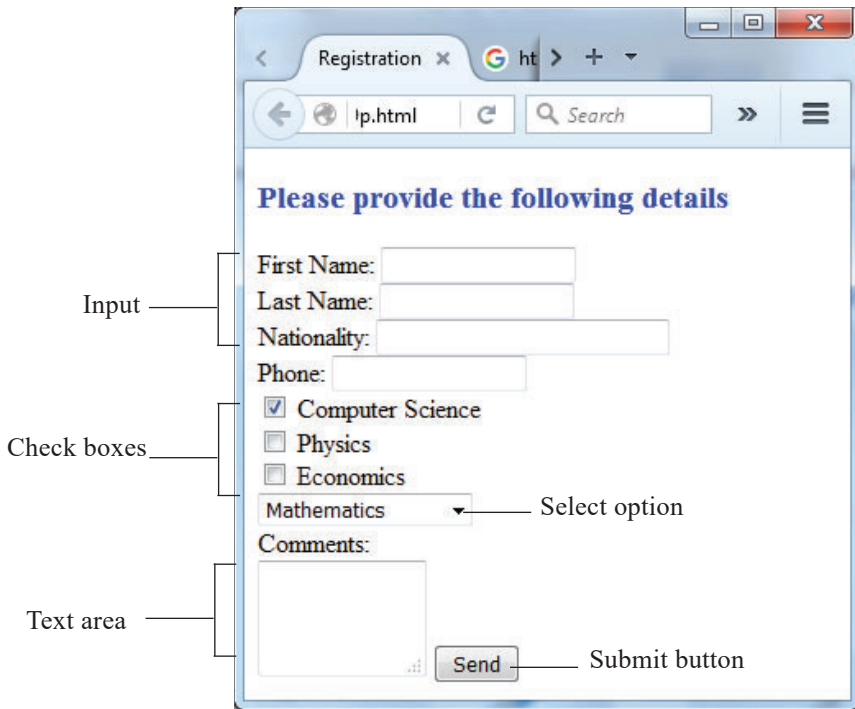 Registration
ht
!p.html
Search
Please provide the following details
First Name:
Input
Last Name:
Nationality:
Phone:
Computer Science
Check boxes
Physics
Economics
Mathematics
Select option
Comments:
Text area
Send
Submit button